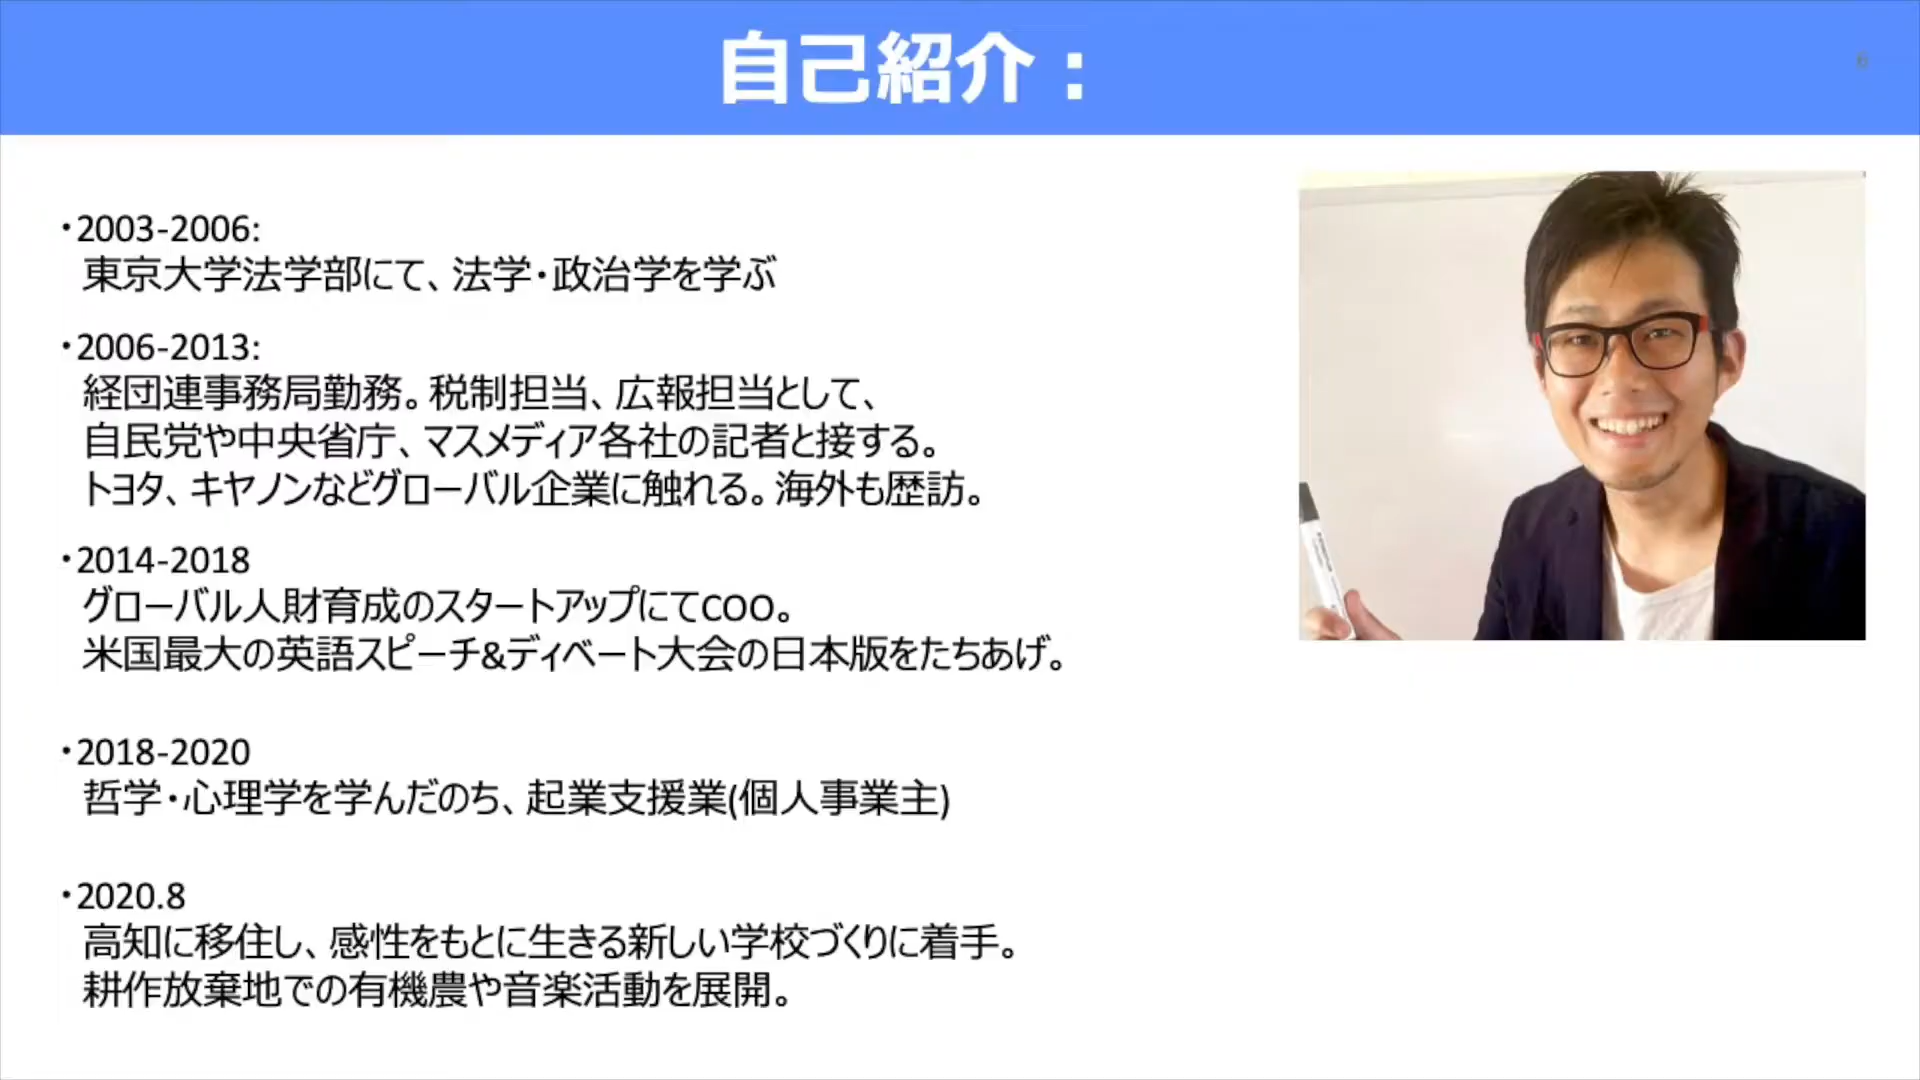 自己紹介：
6
・2003-2006:
東京大学法学部にて、法学・政治学を学ぶ
・2006-2013:
経団連事務局勤務。税制担当、広報担当として、
自民党や中央省庁、マスメディア各社の記者と接する。
トヨタ、キヤノンなどグローバル企業に触れる。海外も歴訪。
・2014-2018
グローバル人財育成のスタートアップにてCOO。
米国最大の英語スピーチ&ディベート大会の日本版をたちあげ。
・2018-2020
哲学・心理学を学んだのち、起業支援業(個人事業主)
・2020.8
高知に移住し、感性をもとに生きる新しい学校づくりに着手。
耕作放棄地での有機農や音楽活動を展開。